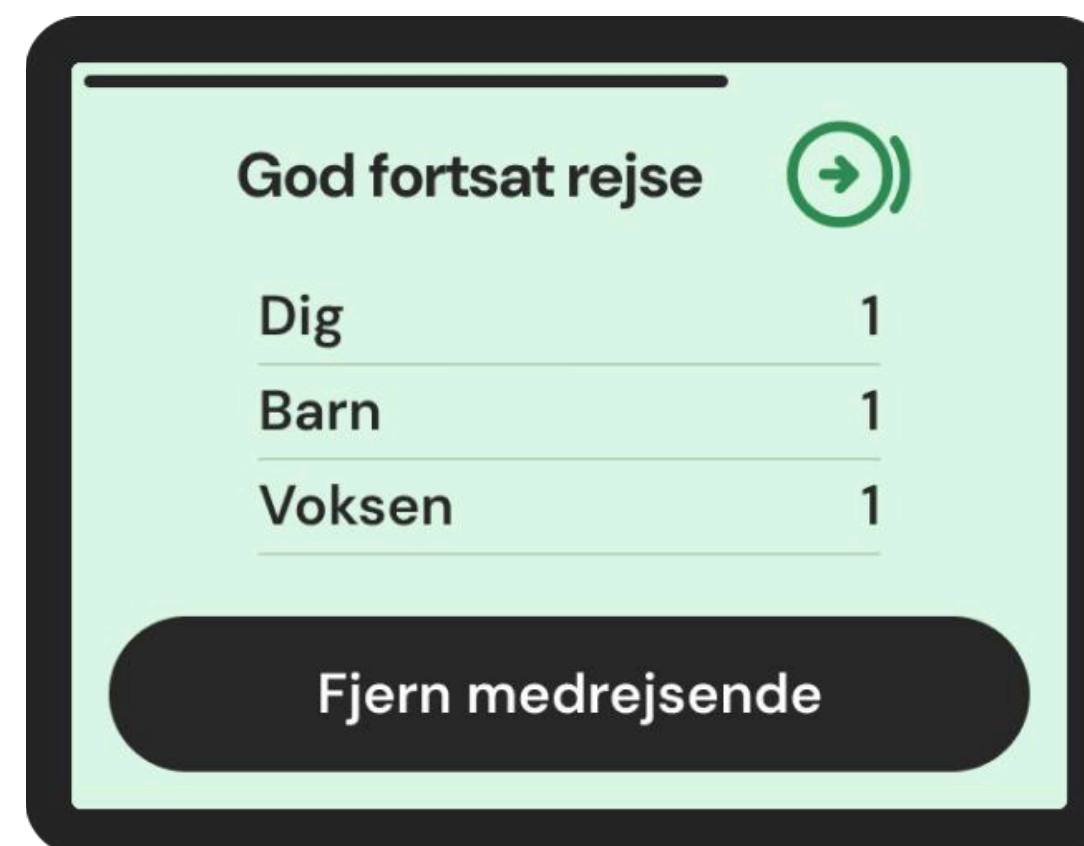 God fortsat rejse
Dig 1
Barn 1
Voksen 1
Fjern medrejsende